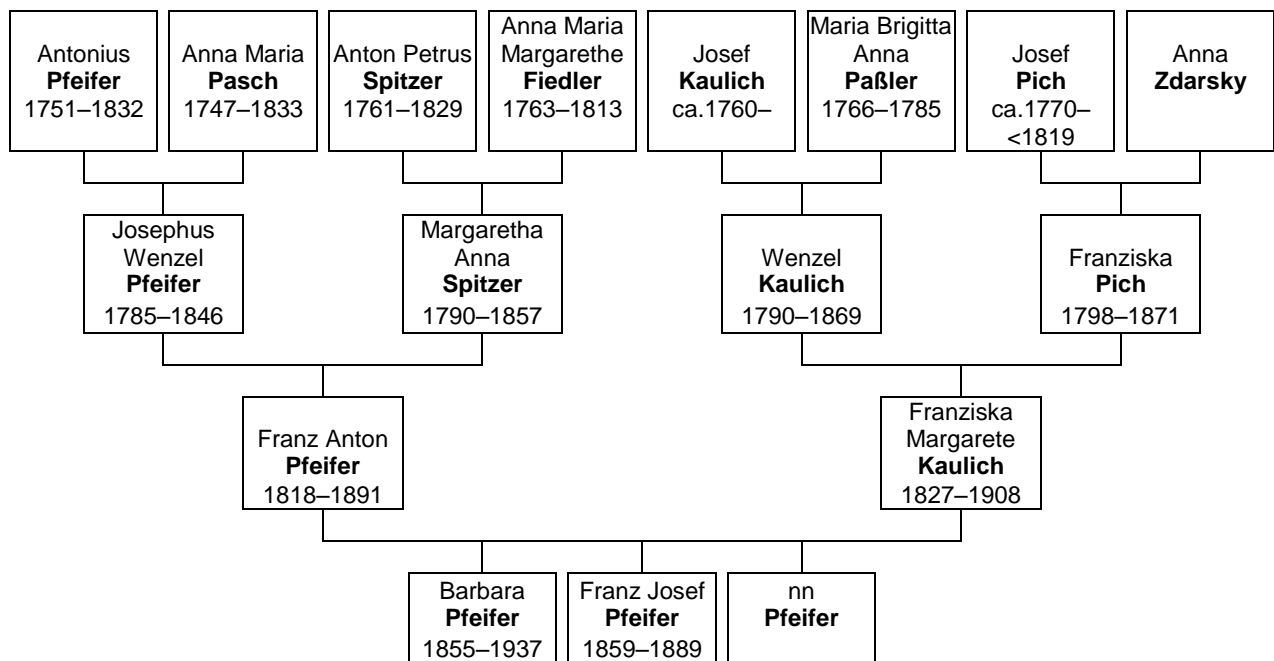 Antonius
Pfeifer
1751–1832
Anna Maria
Pasch
1747–1833
Anton Petrus
Spitzer
1761–1829
Anna Maria
Margarethe
Fiedler
1763–1813
Josef
Kaulich
ca.1760–
Maria Brigitta
Anna
Paßler
1766–1785
Josef
Pich
ca.1770–
<1819
Anna
Zdarsky
Josephus
Wenzel
Pfeifer
1785–1846
Margaretha
Anna
Spitzer
1790–1857
Wenzel
Kaulich
1790–1869
Franziska
Pich
1798–1871
Franz Anton
Pfeifer
1818–1891
Franziska
Margarete
Kaulich
1827–1908
Barbara
Pfeifer
1855–1937
Franz Josef
Pfeifer
1859–1889
nn
Pfeifer